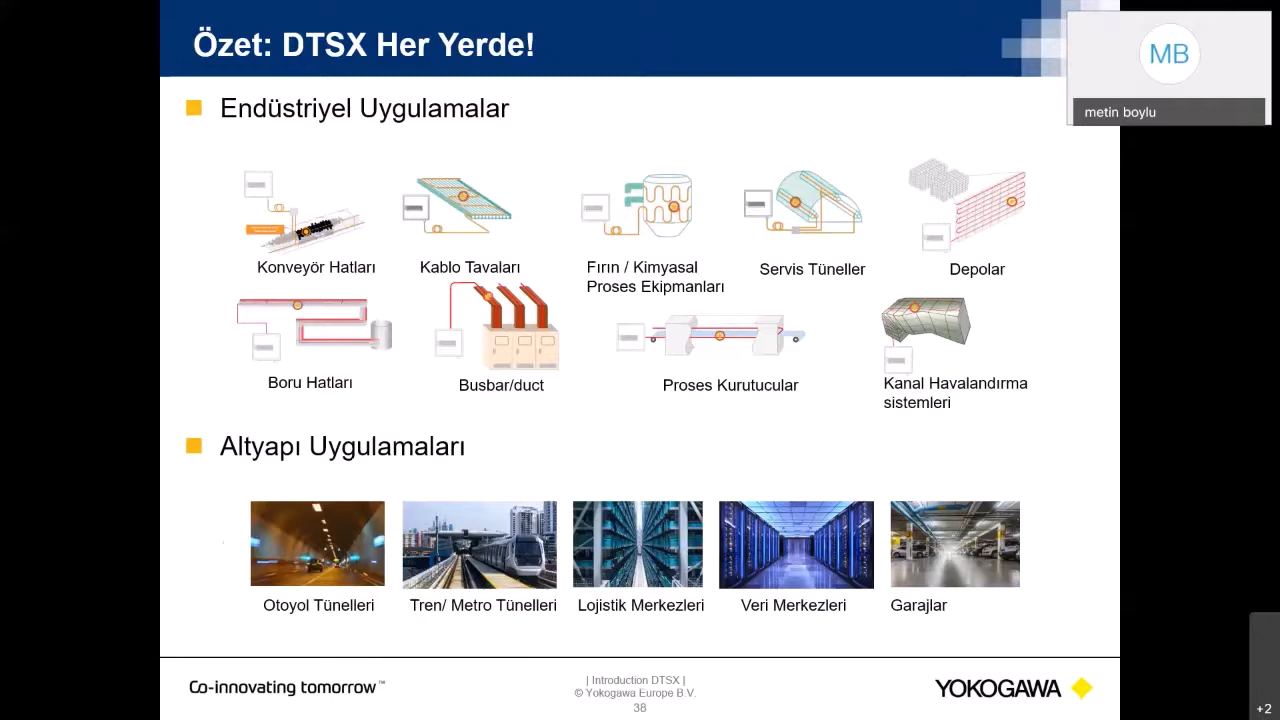 Özet: DTSX Her Yerde!
MB
metin boylu
Endüstriyel Uygulamalar
Konveyör Hatları
Kablo Tavaları
Fırın / Kimyasal
Proses Ekipmanları
Servis Tüneller
Depolar
Boru Hatları
Busbar/duct
Proses Kurutucular
Kanal Havalandırma
sistemleri
Altyapı Uygulamaları
Otoyol Tünelleri
Tren/ Metro Tünelleri
Lojistik Merkezleri
Veri Merkezleri
Garajlar
Co-innovating tomorrow™
| Introduction DTSX |
© Yokogawa Europe B.V.
38
YOKOGAWA
+2